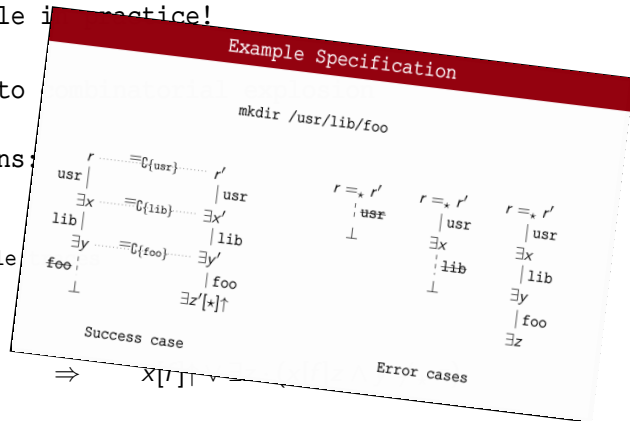 le i practice!
Example Specification
to combinatorial explosion
mkdir /usr/lib/foo
ns:
r =C{usr} r′
usr usr
∃x =C{lib} ∃x′
lib lib
∃y =C{foo} ∃y′
foo foo
⊥ ∃z′[⋆]↑
r =⋆ r′ r =⋆ r′ r =⋆ r′
usr usr usr
⊥ ∃x ∃x
lib lib
⊥ ∃y
foo
∃z
le
Success case
Error cases
⇒ x[f]↑